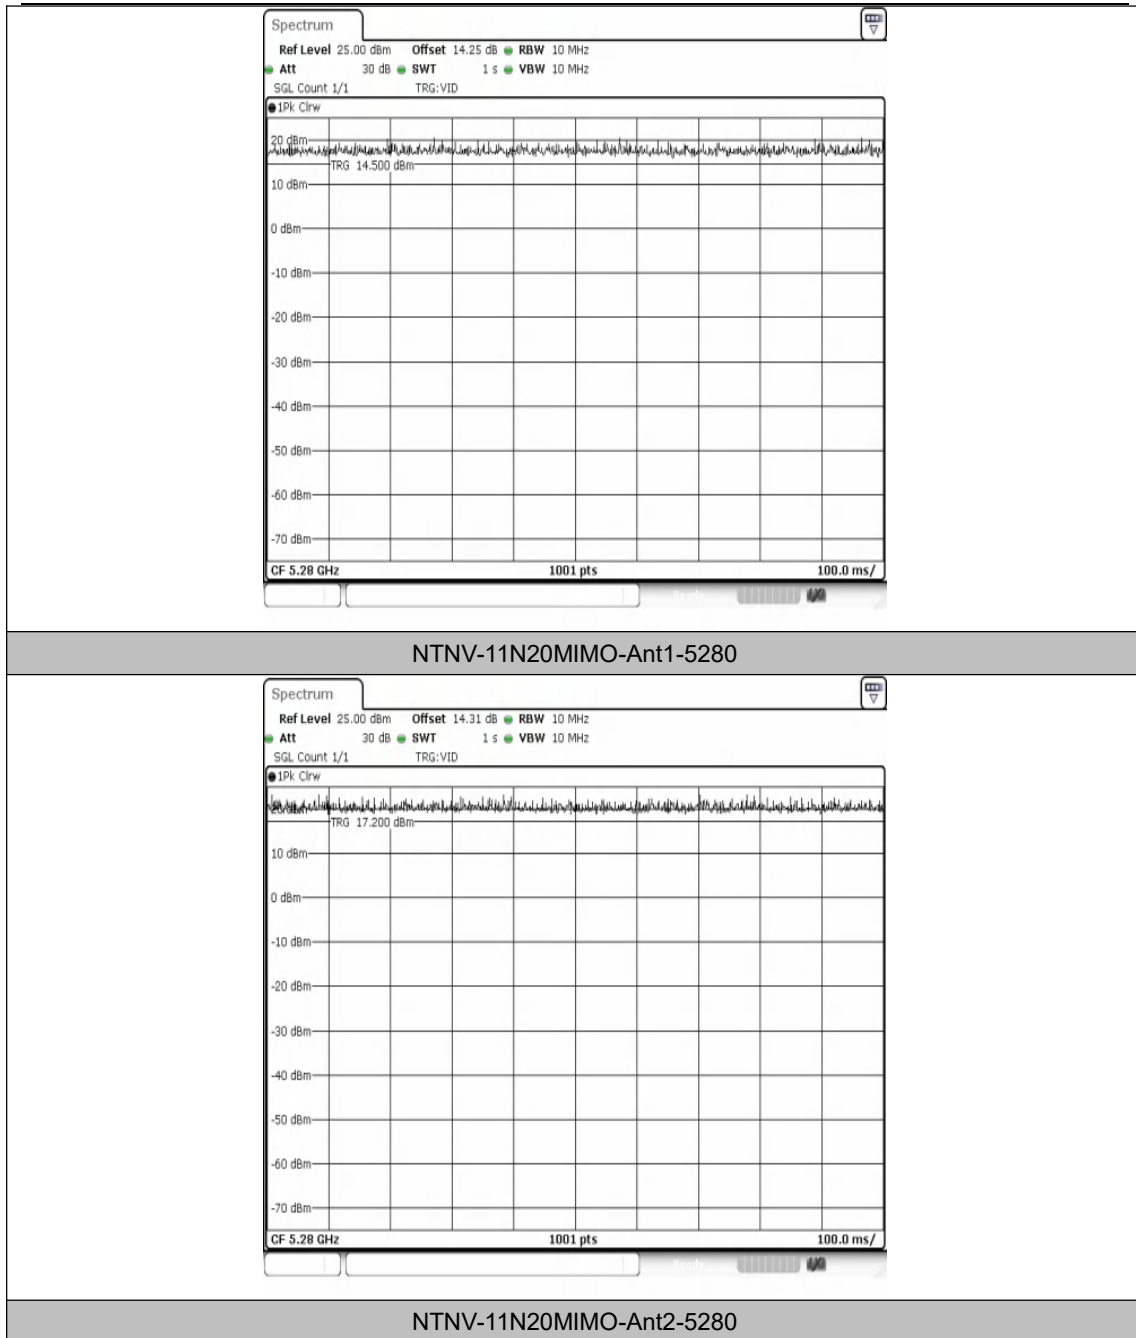 Spectrum
Ref Level 25.00 dBm Offset 14.25 dB RBW 10 MHz
Att 30 dB SWT 1 s VBW 10 MHz
SGL Count 1/1 TRG:VID
1Pk Clrw
20 dBm
TRG 14.500 dBm
10 dBm
0 dBm
-10 dBm
-20 dBm
-30 dBm
-40 dBm
-50 dBm
-60 dBm
-70 dBm
CF 5.28 GHz 1001 pts 100.0 ms/
Ready
NTNV-11N20MIMO-Ant1-5280
Spectrum
Ref Level 25.00 dBm Offset 14.31 dB RBW 10 MHz
Att 30 dB SWT 1 s VBW 10 MHz
SGL Count 1/1 TRG:VID
1Pk Clrw
20 dBm
TRG 17.200 dBm
10 dBm
0 dBm
-10 dBm
-20 dBm
-30 dBm
-40 dBm
-50 dBm
-60 dBm
-70 dBm
CF 5.28 GHz 1001 pts 100.0 ms/
Ready
NTNV-11N20MIMO-Ant2-5280